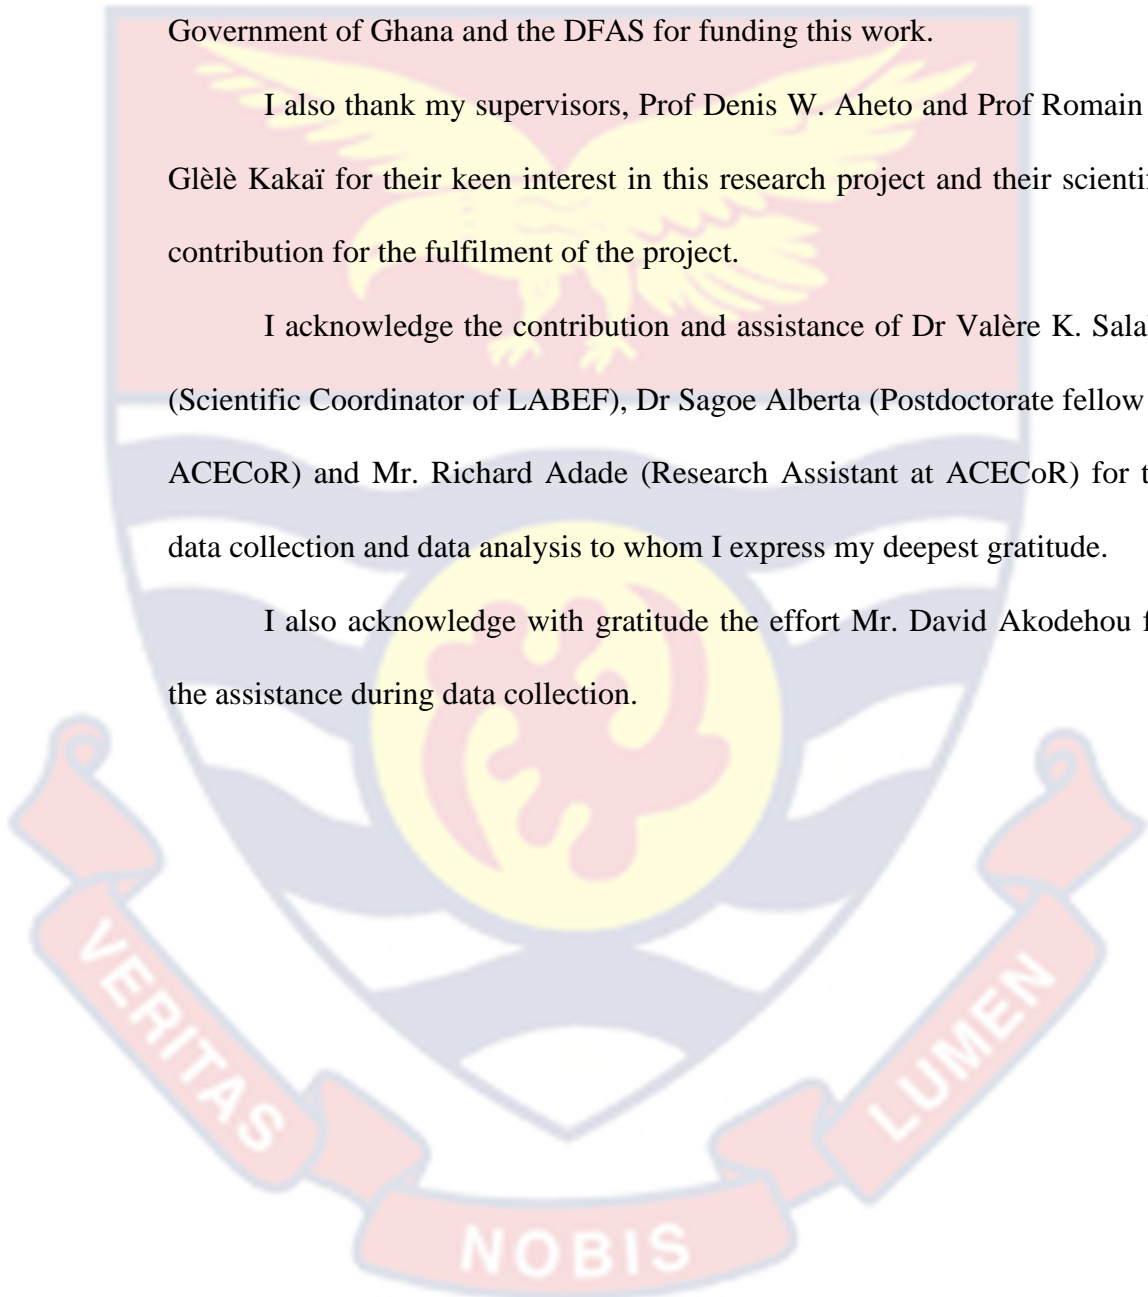 Government of Ghana and the DFAS for funding this work.
I also thank my supervisors, Prof Denis W. Aheto and Prof Romain
Glèlè Kakaï for their keen interest in this research project and their
contribution for the fulfilment of the project.
I acknowledge the contribution and assistance of Dr Valère K.
(Scientific Coordinator of LABEF), Dr Sagoe Alberta (Postdoctorate fellow
ACECoR) and Mr. Richard Adade (Research Assistant at ACECoR) for
data collection and data analysis to whom I express my deepest gratitude.
I also acknowledge with gratitude the effort Mr. David Akodehou
the assistance during data collection.
VERITAS
NOBIS
LUMEN